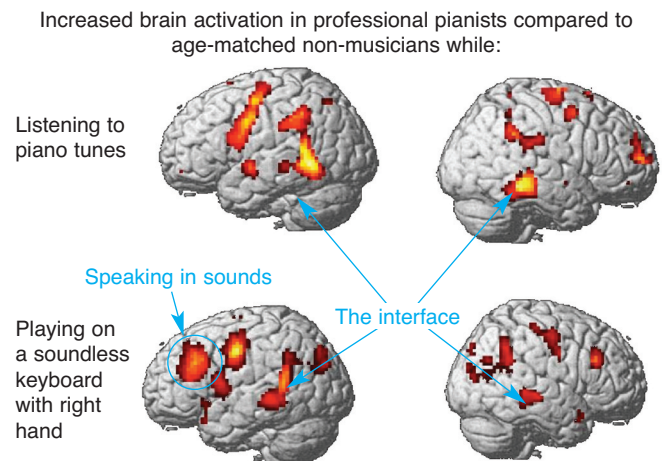 Increased brain activation in professional pianists compared to
age-matched non-musicians while:
Listening to
piano tunes
Speaking in sounds
The interface
Playing on
a soundless
keyboard
with right
hand